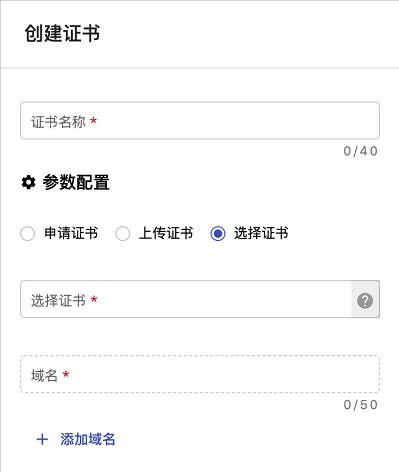 创建证书
证书名称 *
0/40
参数配置
申请证书 上传证书 选择证书
选择证书 *
?
域名 *
0/50
+ 添加域名